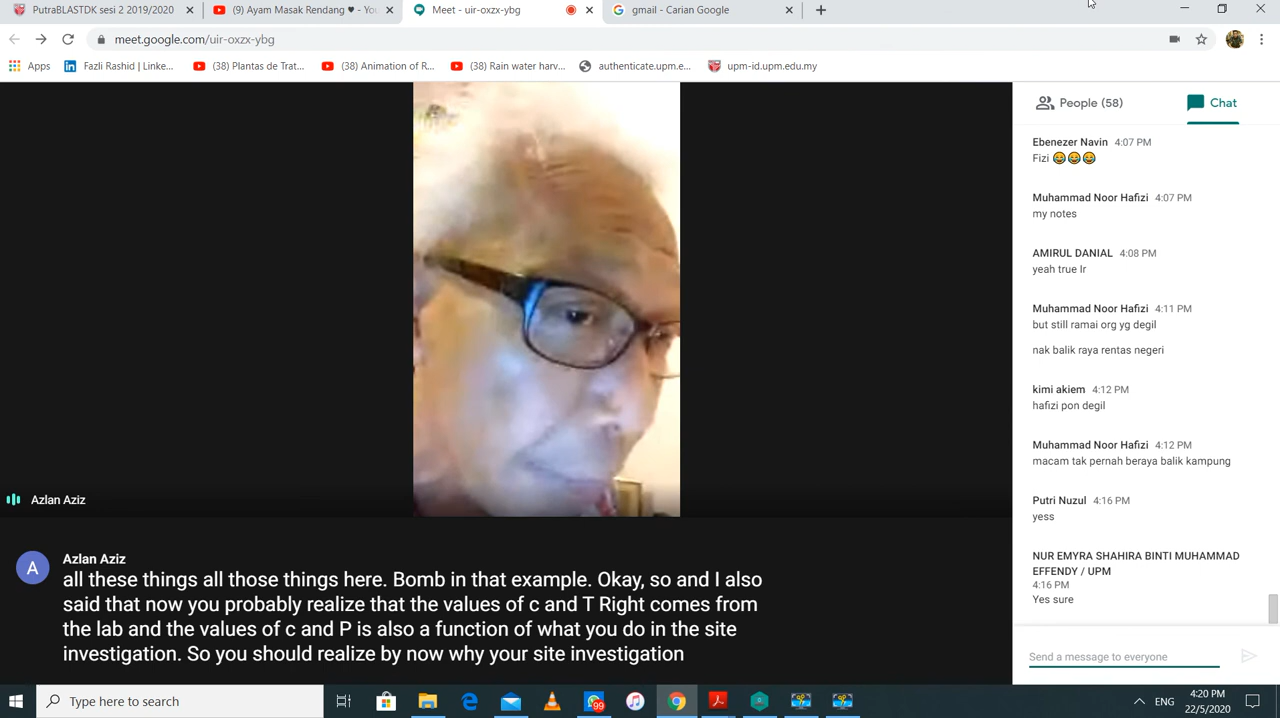 PutraBLASTDK sesi 2 2019/2020
(9) Ayam Masak Rendang ♥ - You
Meet - uir-oxzx-ybg
gmail - Carian Google
meet.google.com/uir-oxzx-ybg
Apps
Fazli Rashid | Linke...
(38) Plantas de Trat...
(38) Animation of R...
(38) Rain water harv...
authenticate.upm.e...
upm-id.upm.edu.my
People (58)
Chat
Ebenezer Navin 4:07 PM
Fizi 😂😂😂
Muhammad Noor Hafizi 4:07 PM
my notes
AMIRUL DANIAL 4:08 PM
yeah true Ir
Muhammad Noor Hafizi 4:11 PM
but still ramai org yg degil
nak balik raya rentas negeri
kimi akiem 4:12 PM
hafizi pon degil
Muhammad Noor Hafizi 4:12 PM
macam tak pernah beraya balik kampung
Putri Nuzul 4:16 PM
yess
NUR EMYRA SHAHIRA BINTI MUHAMMAD
EFFENDY / UPM
4:16 PM
Yes sure
Send a message to everyone
Azlan Aziz
A
Azlan Aziz
all these things all those things here. Bomb in that example. Okay, so and I also
said that now you probably realize that the values of c and T Right comes from
the lab and the values of c and P is also a function of what you do in the site
investigation. So you should realize by now why your site investigation
Type here to search
99
ENG
4:20 PM
22/5/2020